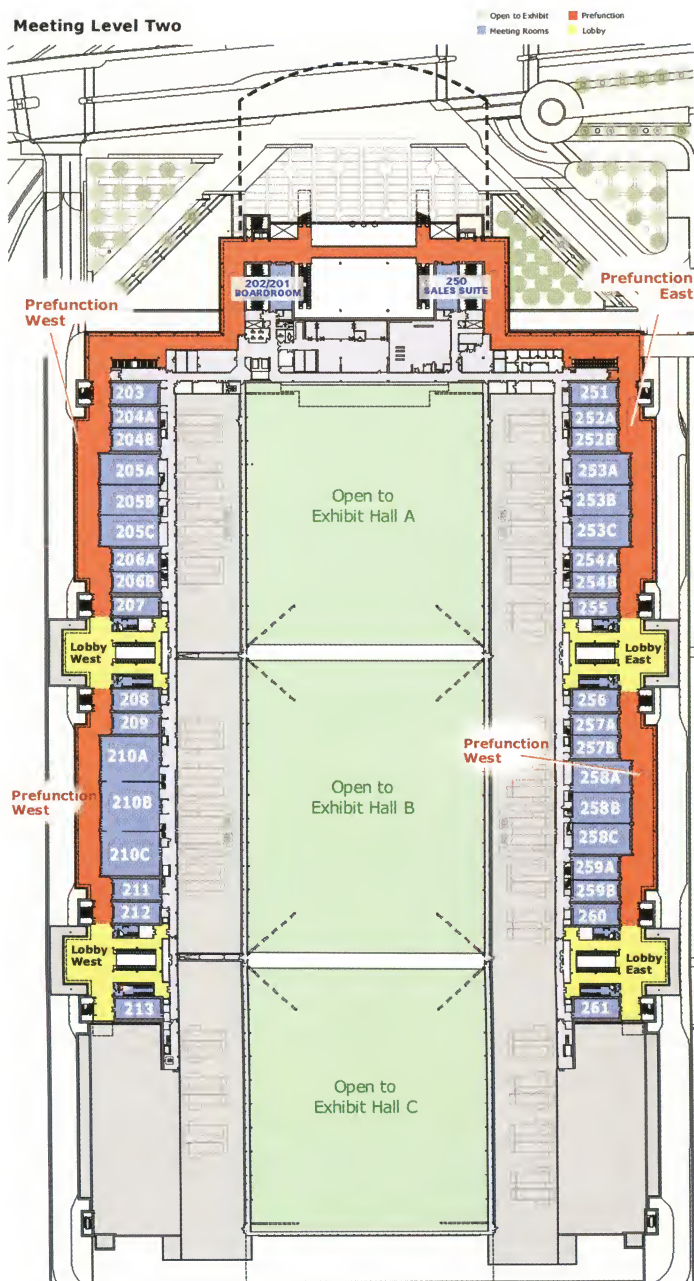 Meeting Level Two
Open to Exhibit
Prefunction
Meeting Rooms
Lobby
202/201
BOARDROOM
250
SALES SUITE
Prefunction
West
Prefunction
East
203
204A
204B
205A
205B
205C
206A
206B
207
251
252A
252B
253A
253B
253C
254A
254B
255
Open to
Exhibit Hall A
Lobby
West
Lobby
East
208
209
210A
210B
210C
211
212
256
257A
257B
258A
258B
258C
259A
259B
260
Prefunction
West
Prefunction
West
Open to
Exhibit Hall B
Lobby
West
Lobby
East
213
261
Open to
Exhibit Hall C